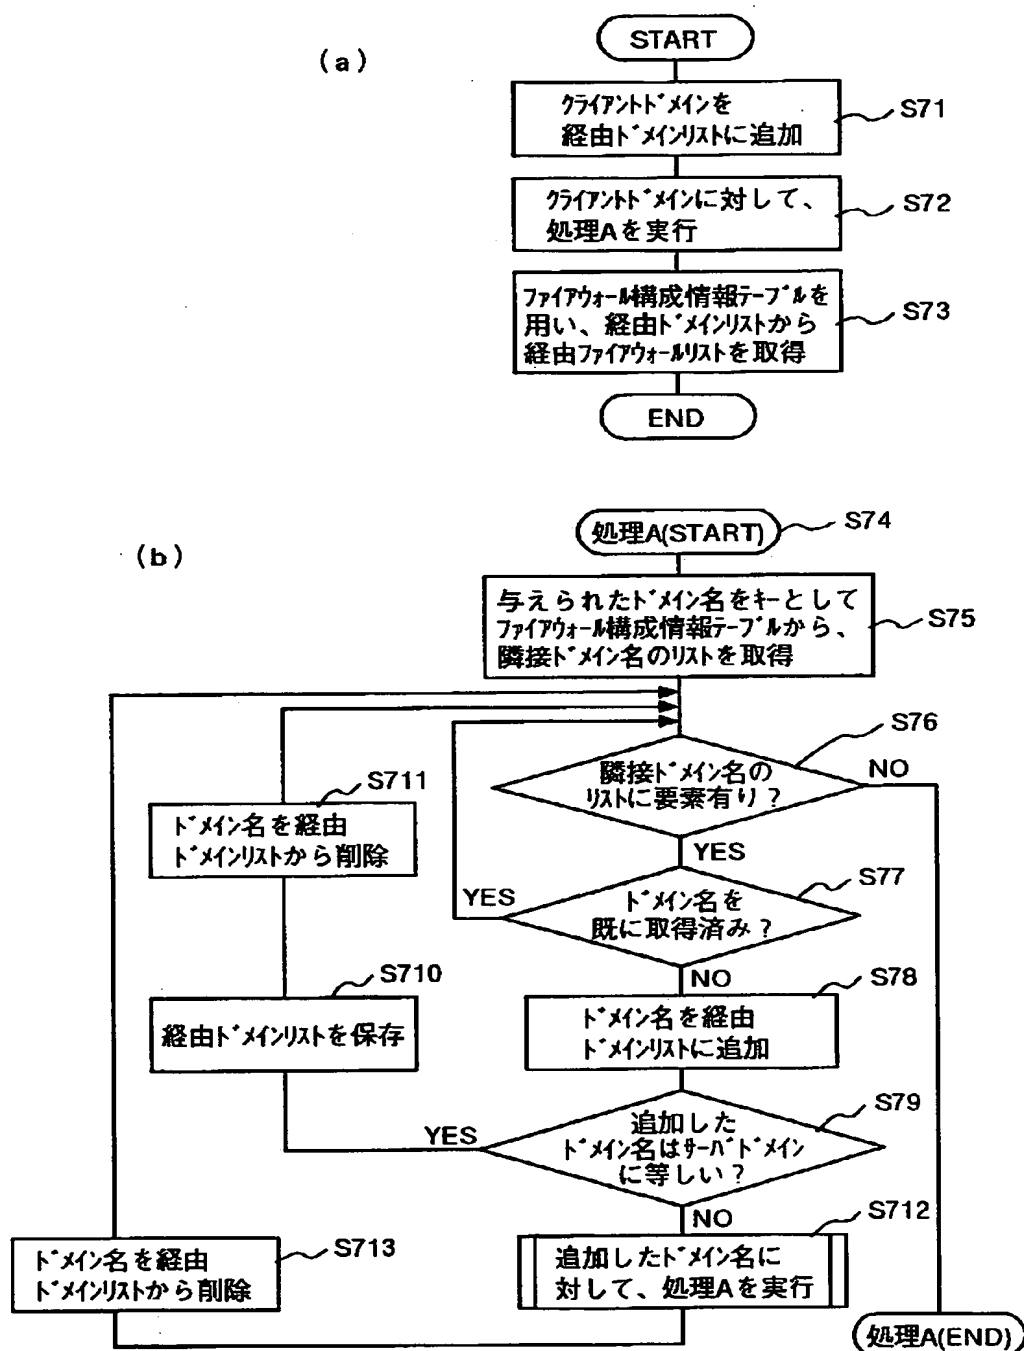 (a)
START
クライアントドメインを
経由ドメインリストに追加
S71
クライアントドメインに対して、
処理Aを実行
S72
ファイアウォール構成情報テーブルを
用い、経由ドメインリストから
経由ファイアウォールリストを取得
S73
END
(b)
処理A(START)
S74
与えられたドメイン名をキーとして
ファイアウォール構成情報テーブルから、
隣接ドメイン名のリストを取得
S75
隣接ドメイン名の
リストに要素有り?
S76
NO
YES
S711
ドメイン名を経由
ドメインリストから削除
ドメイン名を
既に取得済み?
S77
YES
NO
S710
経由ドメインリストを保存
ドメイン名を経由
ドメインリストに追加
S78
追加した
ドメイン名はサーバドメイン
に等しい?
S79
YES
NO
S712
追加したドメイン名に
対して、処理Aを実行
ドメイン名を経由
ドメインリストから削除
S713
処理A(END)